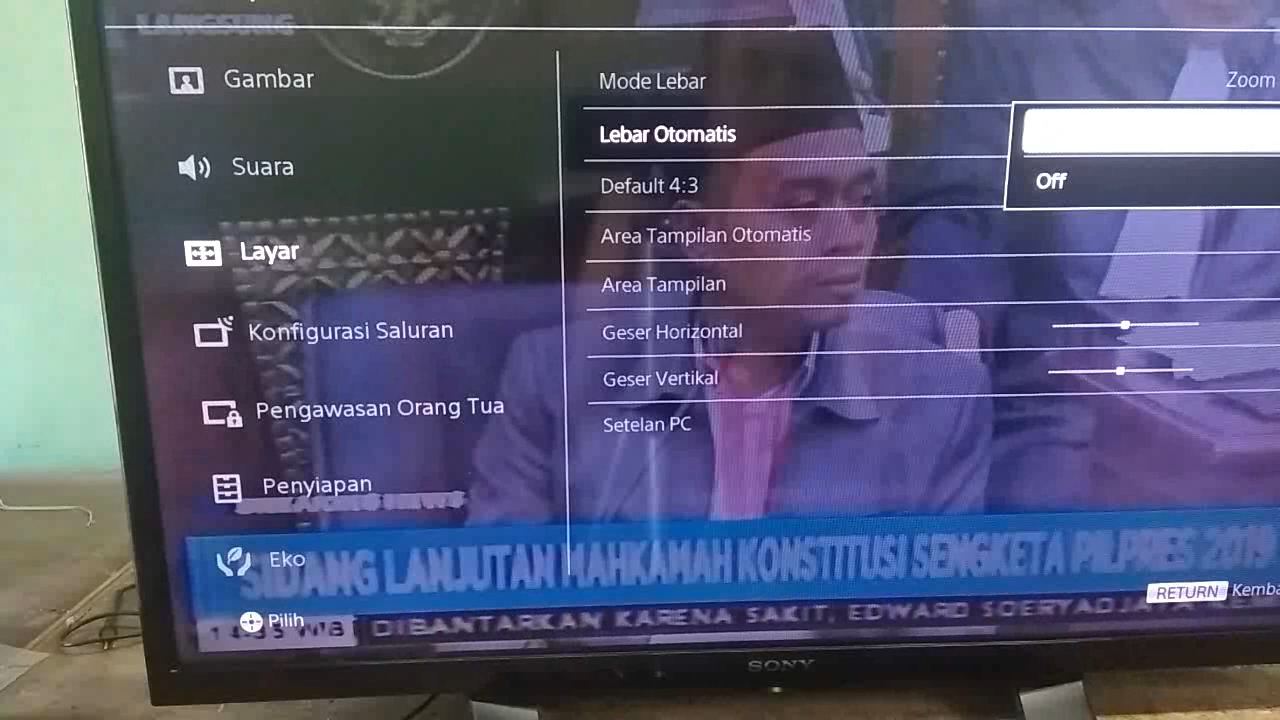 LANGSUNG
Gambar
Suara
Layar
Konfigurasi Saluran
Pengawasan Orang Tua
Penyiapan
Eko
Pilih
Mode Lebar
Zoom
Lebar Otomatis
Off
Default 4:3
Area Tampilan Otomatis
Area Tampilan
Geser Horizontal
Geser Vertikal
Setelan PC
SIDANG LANJUTAN MAHKAMAH KONSTITUSI SENGKETA PILPRES 2019
RETURN Kemba
DIBANTARKAN KARENA SAKIT, EDWARD SOERYADJAYA
SONY